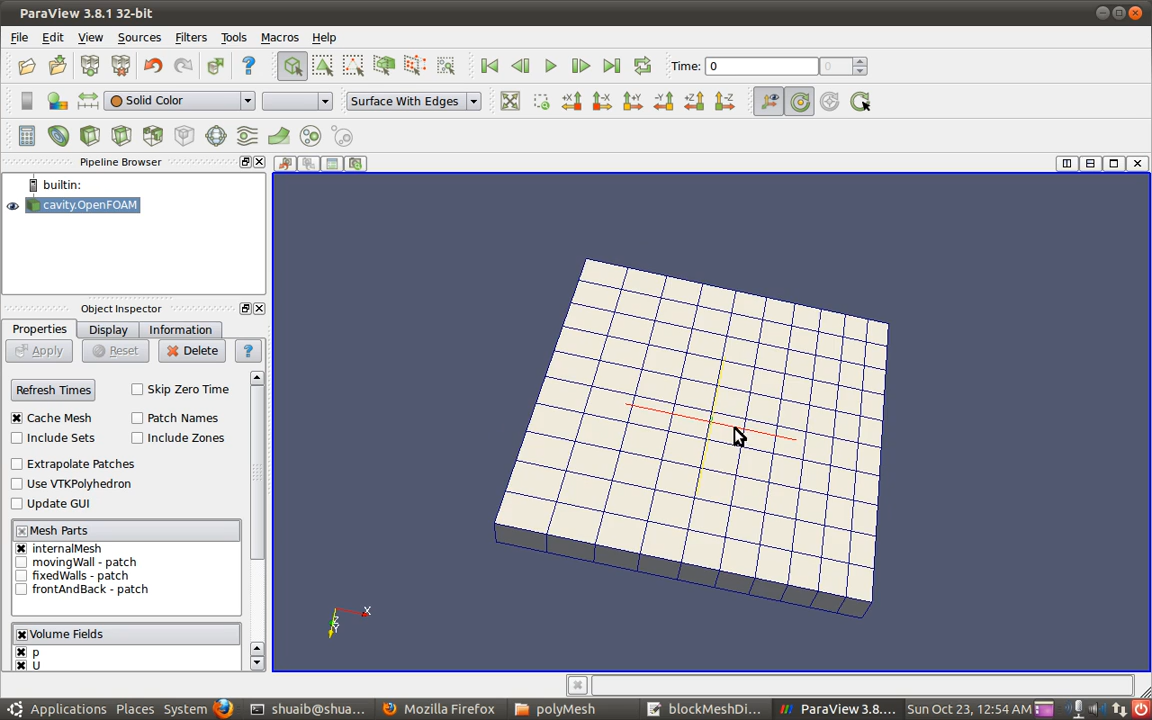 ParaView 3.8.1 32-bit
File Edit View Sources Filters Tools Macros Help
Time: 0 0
Solid Color Surface With Edges +X -X +Y -Y +Z -Z
Pipeline Browser
builtin:
cavity.OpenFOAM
Object Inspector
Properties Display Information
Apply Reset Delete ?
Refresh Times Skip Zero Time
Cache Mesh Patch Names
Include Sets Include Zones
Extrapolate Patches
Use VTKPolyhedron
Update GUI
Mesh Parts
internalMesh
movingWall - patch
fixedWalls - patch
frontAndBack - patch
Volume Fields
p
U
X
Z
Y
Applications Places System shuaib@shua... Mozilla Firefox polyMesh blockMeshDi... ParaView 3.8.... Sun Oct 23, 12:54 AM